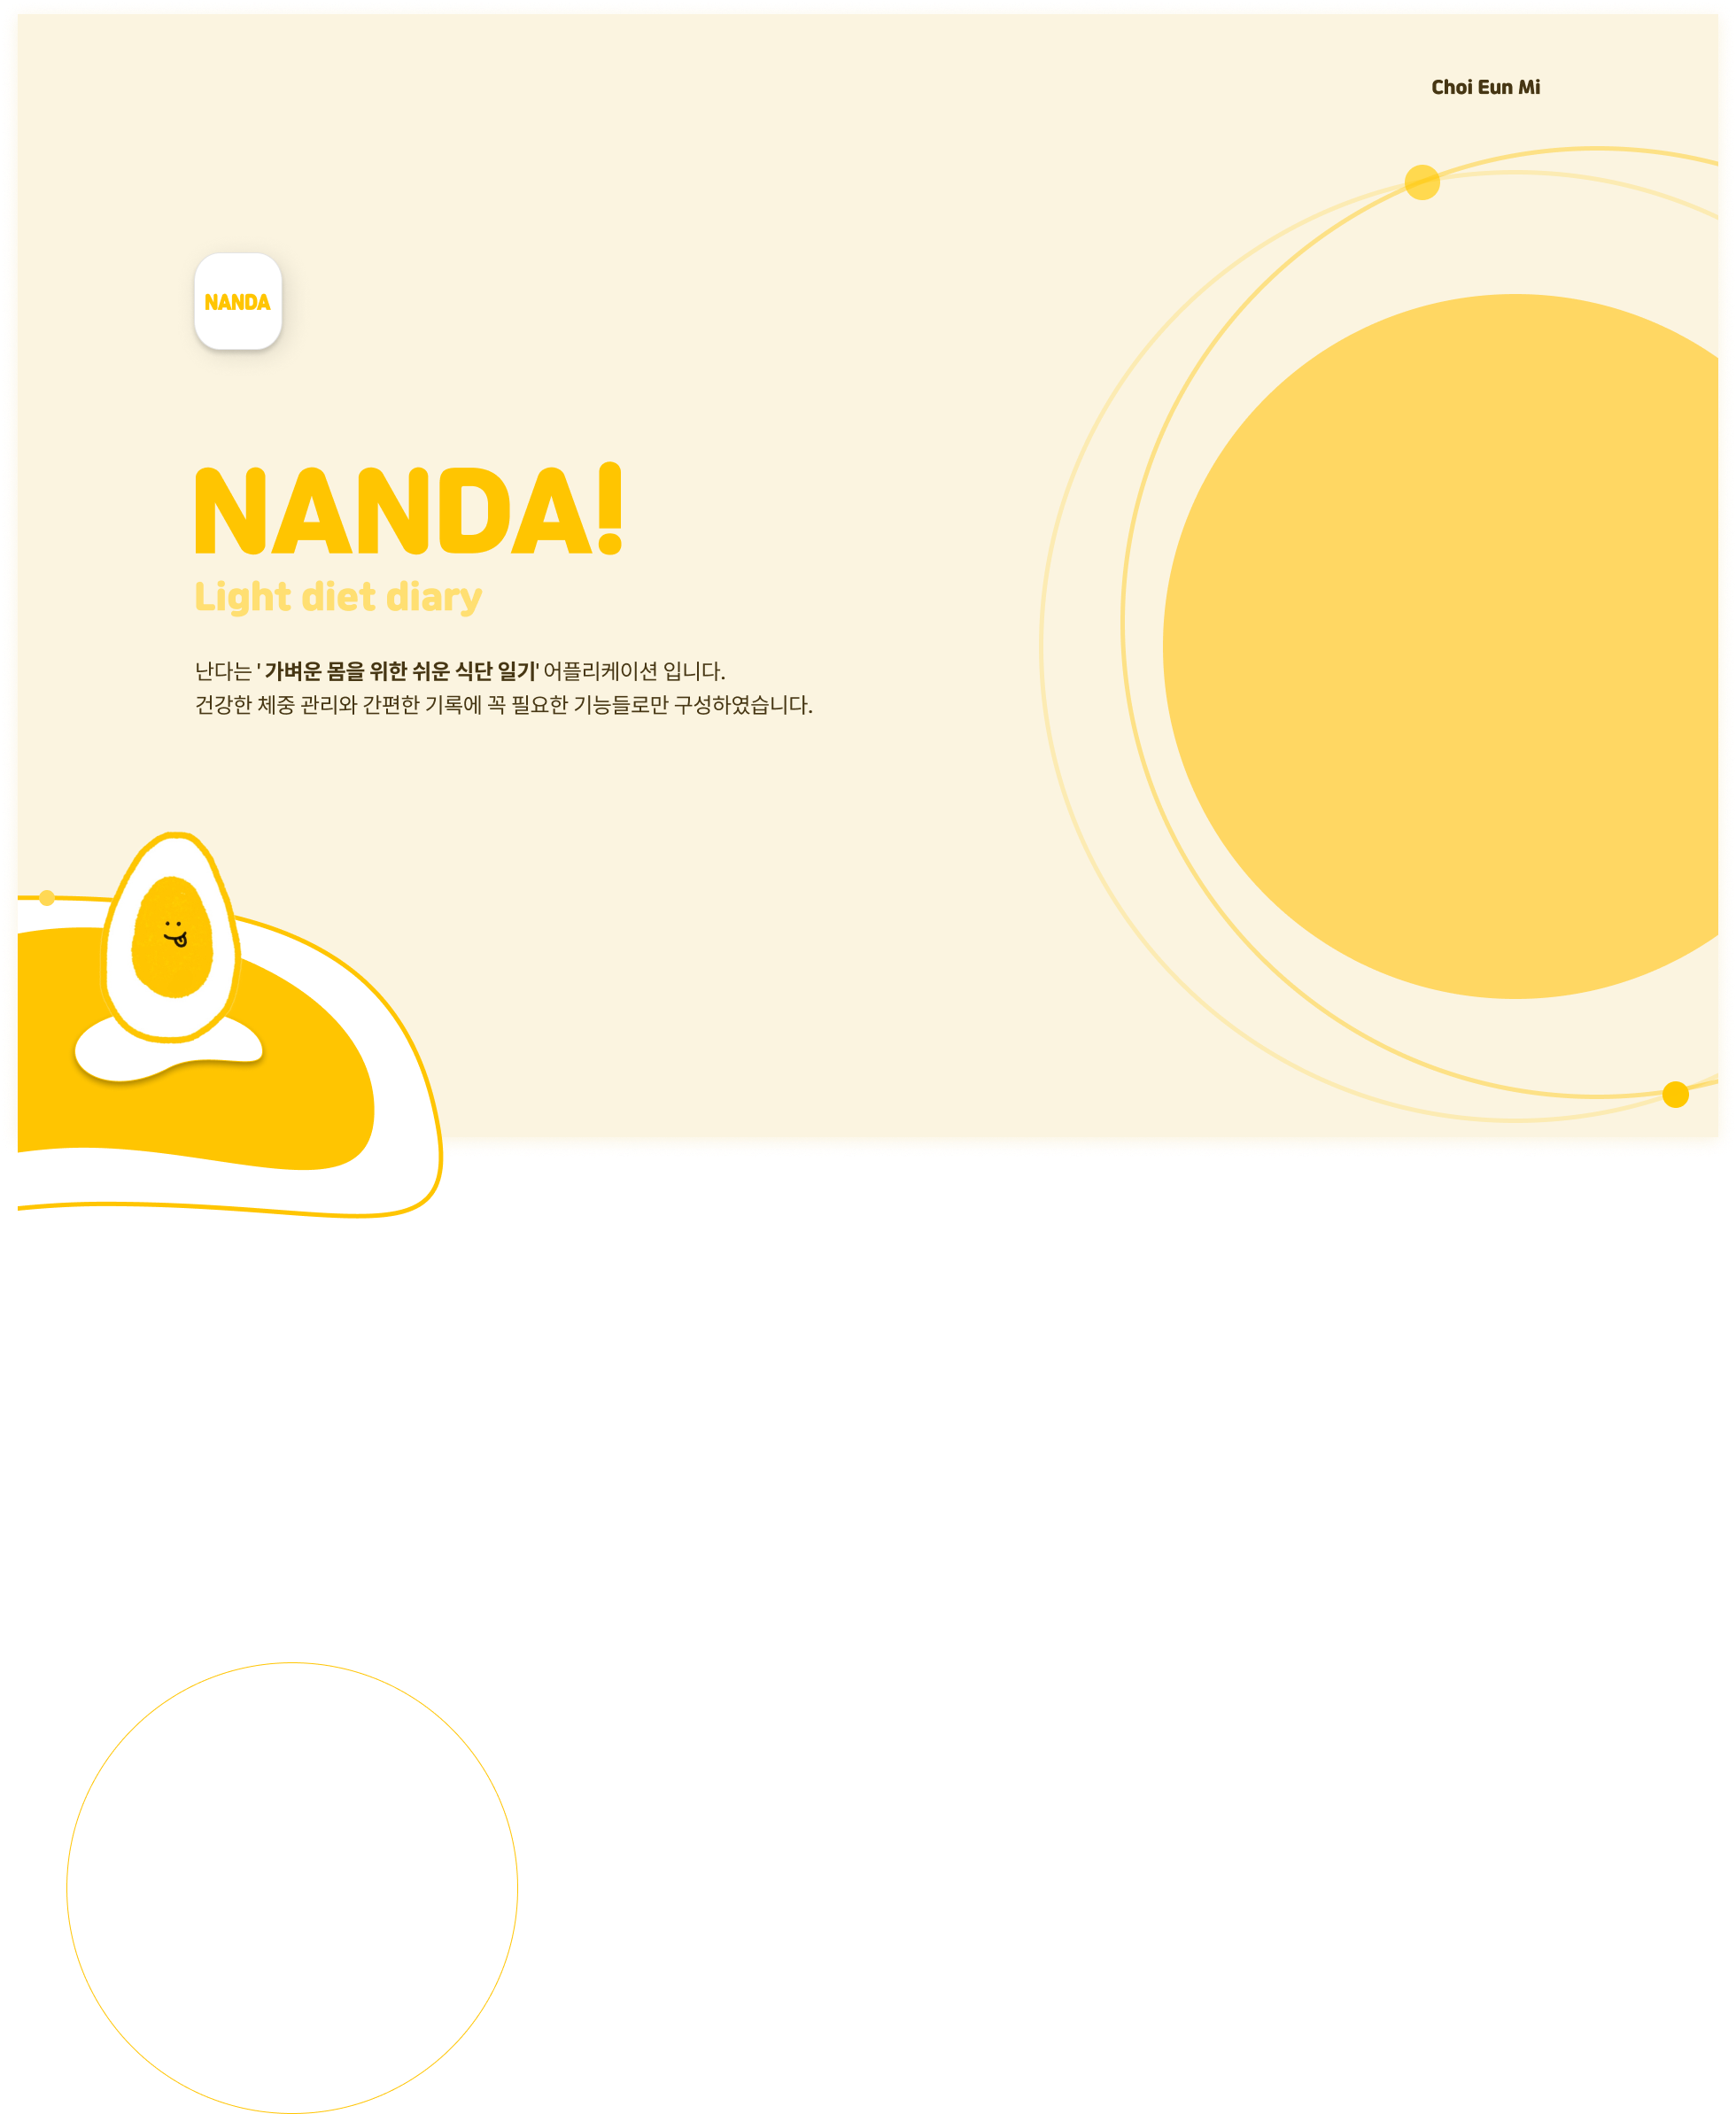 Choi Eun Mi
NANDA
NANDA!
Light diet diary
난다는 ' 가벼운 몸을 위한 쉬운 식단 일기' 어플리케이션 입니다.
건강한 체중 관리와 간편한 기록에 꼭 필요한 기능들로만 구성하였습니다.